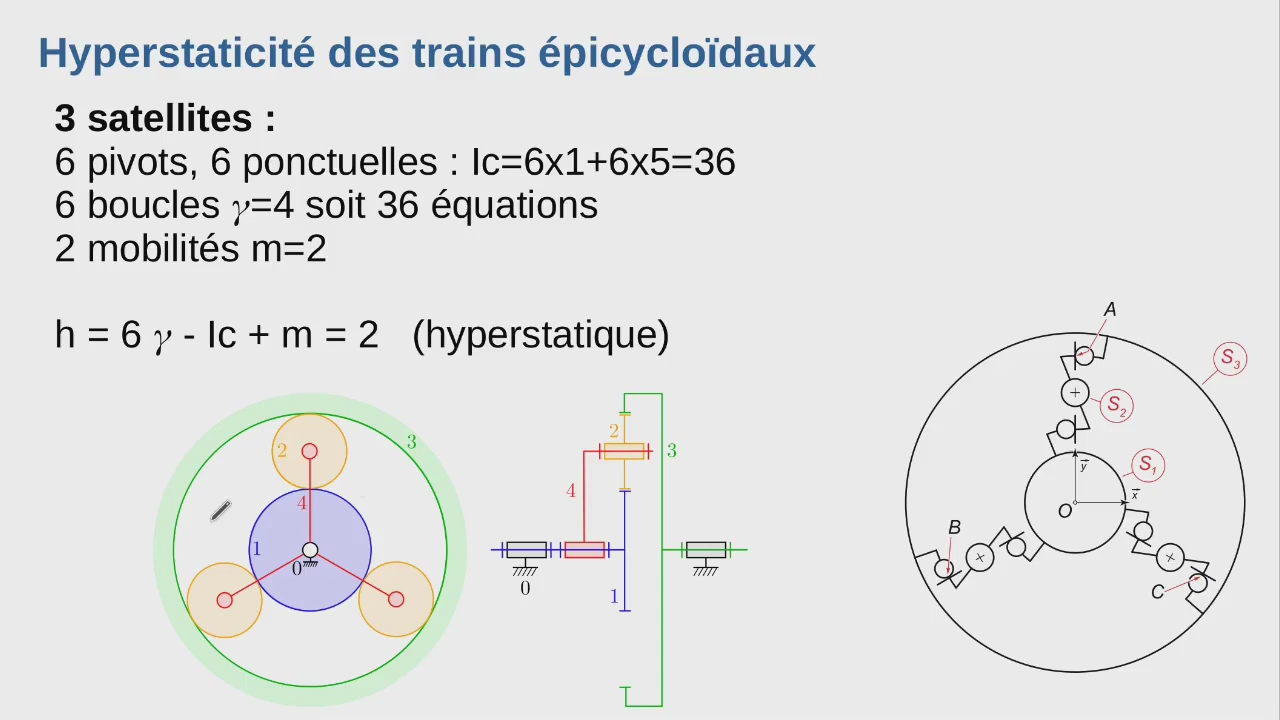 Hyperstaticité des trains épicycloïdaux
3 satellites :
6 pivots, 6 ponctuelles : Ic=6x1+6x5=36
6 boucles γ=4 soit 36 équations
2 mobilités m=2
h = 6 γ - Ic + m = 2 (hyperstatique)
2
3
4
1
0
2
3
4
0
1
A
S3
S2
S1
y
x
O
B
C